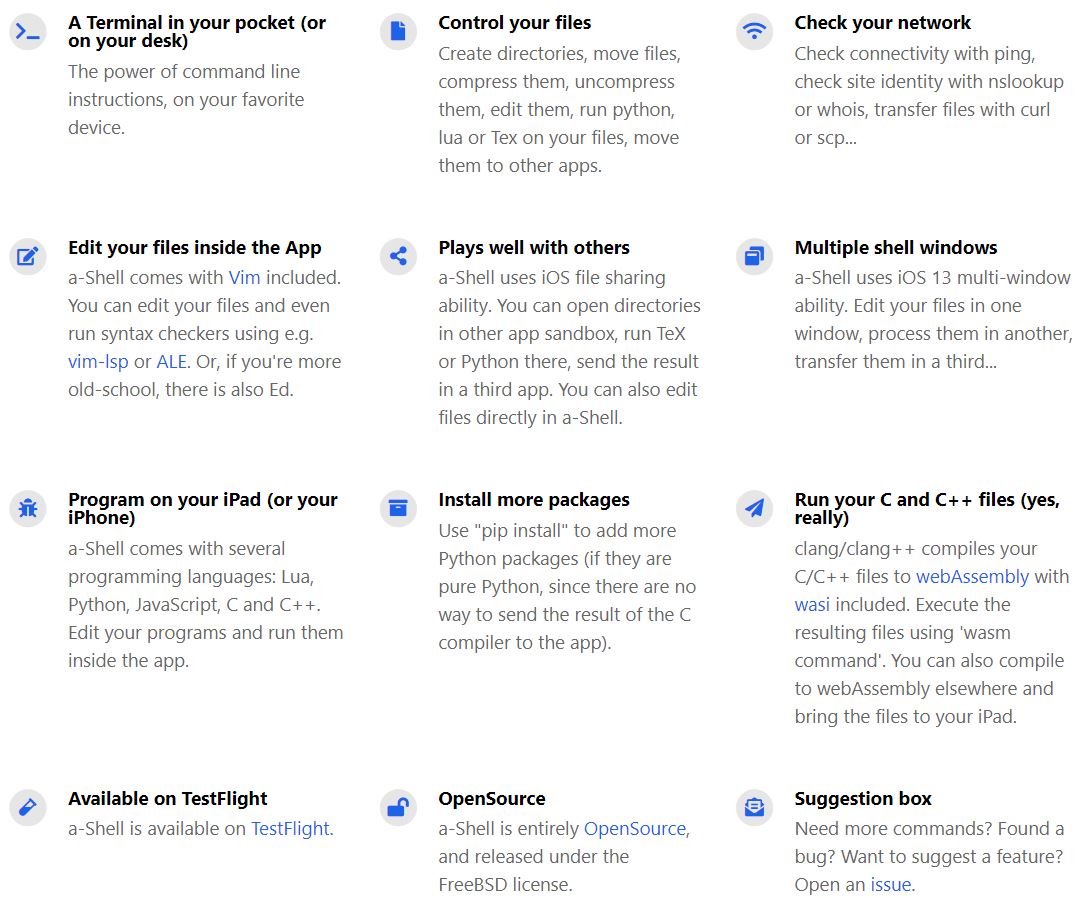 A Terminal in your pocket (or
on your desk)
The power of command line
instructions, on your favorite
device.
Control your files
Create directories, move files,
compress them, uncompress
them, edit them, run python,
lua or Tex on your files, move
them to other apps.
Check your network
Check connectivity with ping,
check site identity with nslookup
or whois, transfer files with curl
or scp...
Edit your files inside the App
a-Shell comes with Vim included.
You can edit your files and even
run syntax checkers using e.g.
vim-lsp or ALE. Or, if you're more
old-school, there is also Ed.
Plays well with others
a-Shell uses iOS file sharing
ability. You can open directories
in other app sandbox, run TeX
or Python there, send the result
in a third app. You can also edit
files directly in a-Shell.
Multiple shell windows
a-Shell uses iOS 13 multi-window
ability. Edit your files in one
window, process them in another,
transfer them in a third...
Program on your iPad (or your
iPhone)
a-Shell comes with several
programming languages: Lua,
Python, JavaScript, C and C++.
Edit your programs and run them
inside the app.
Install more packages
Use "pip install" to add more
Python packages (if they are
pure Python, since there are no
way to send the result of the C
compiler to the app).
Run your C and C++ files (yes,
really)
clang/clang++ compiles your
C/C++ files to webAssembly with
wasi included. Execute the
resulting files using 'wasm
command'. You can also compile
to webAssembly elsewhere and
bring the files to your iPad.
Available on TestFlight
a-Shell is available on TestFlight.
OpenSource
a-Shell is entirely OpenSource,
and released under the
FreeBSD license.
Suggestion box
Need more commands? Found a
bug? Want to suggest a feature?
Open an issue.